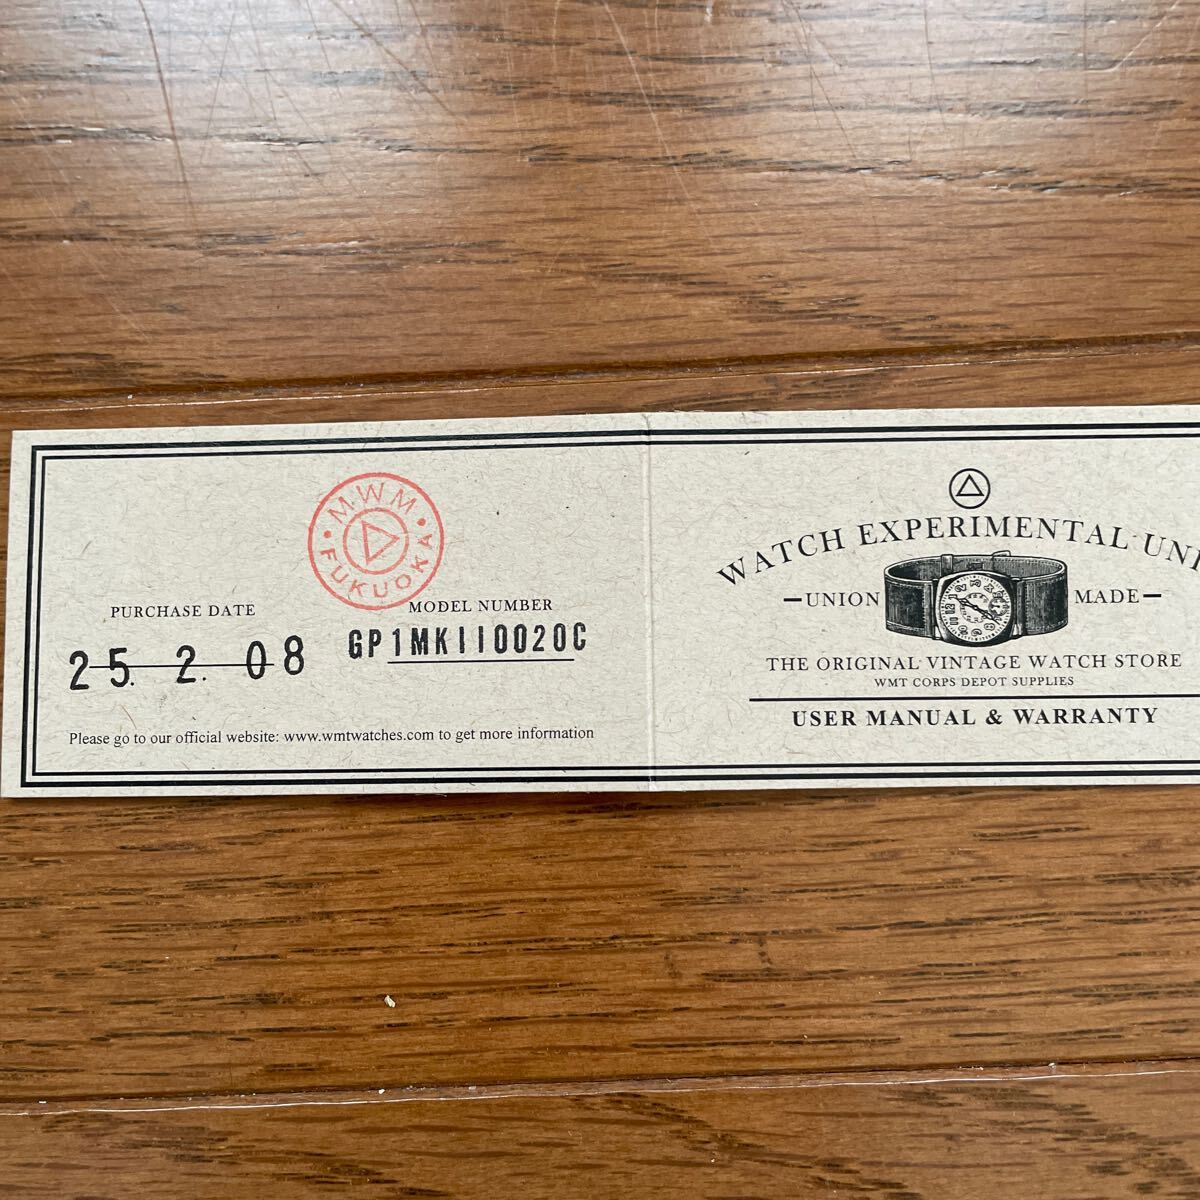 MWM
FUKUOKA
PURCHASE DATE
25. 2. 08
MODEL NUMBER
GP1MKII0020C
Please go to our official website: www.wmtwatches.com to get more information
WATCH EXPERIMENTAL UNI
UNION MADE
THE ORIGINAL VINTAGE WATCH STORE
WMT CORPS DEPOT SUPPLIES
USER MANUAL & WARRANTY